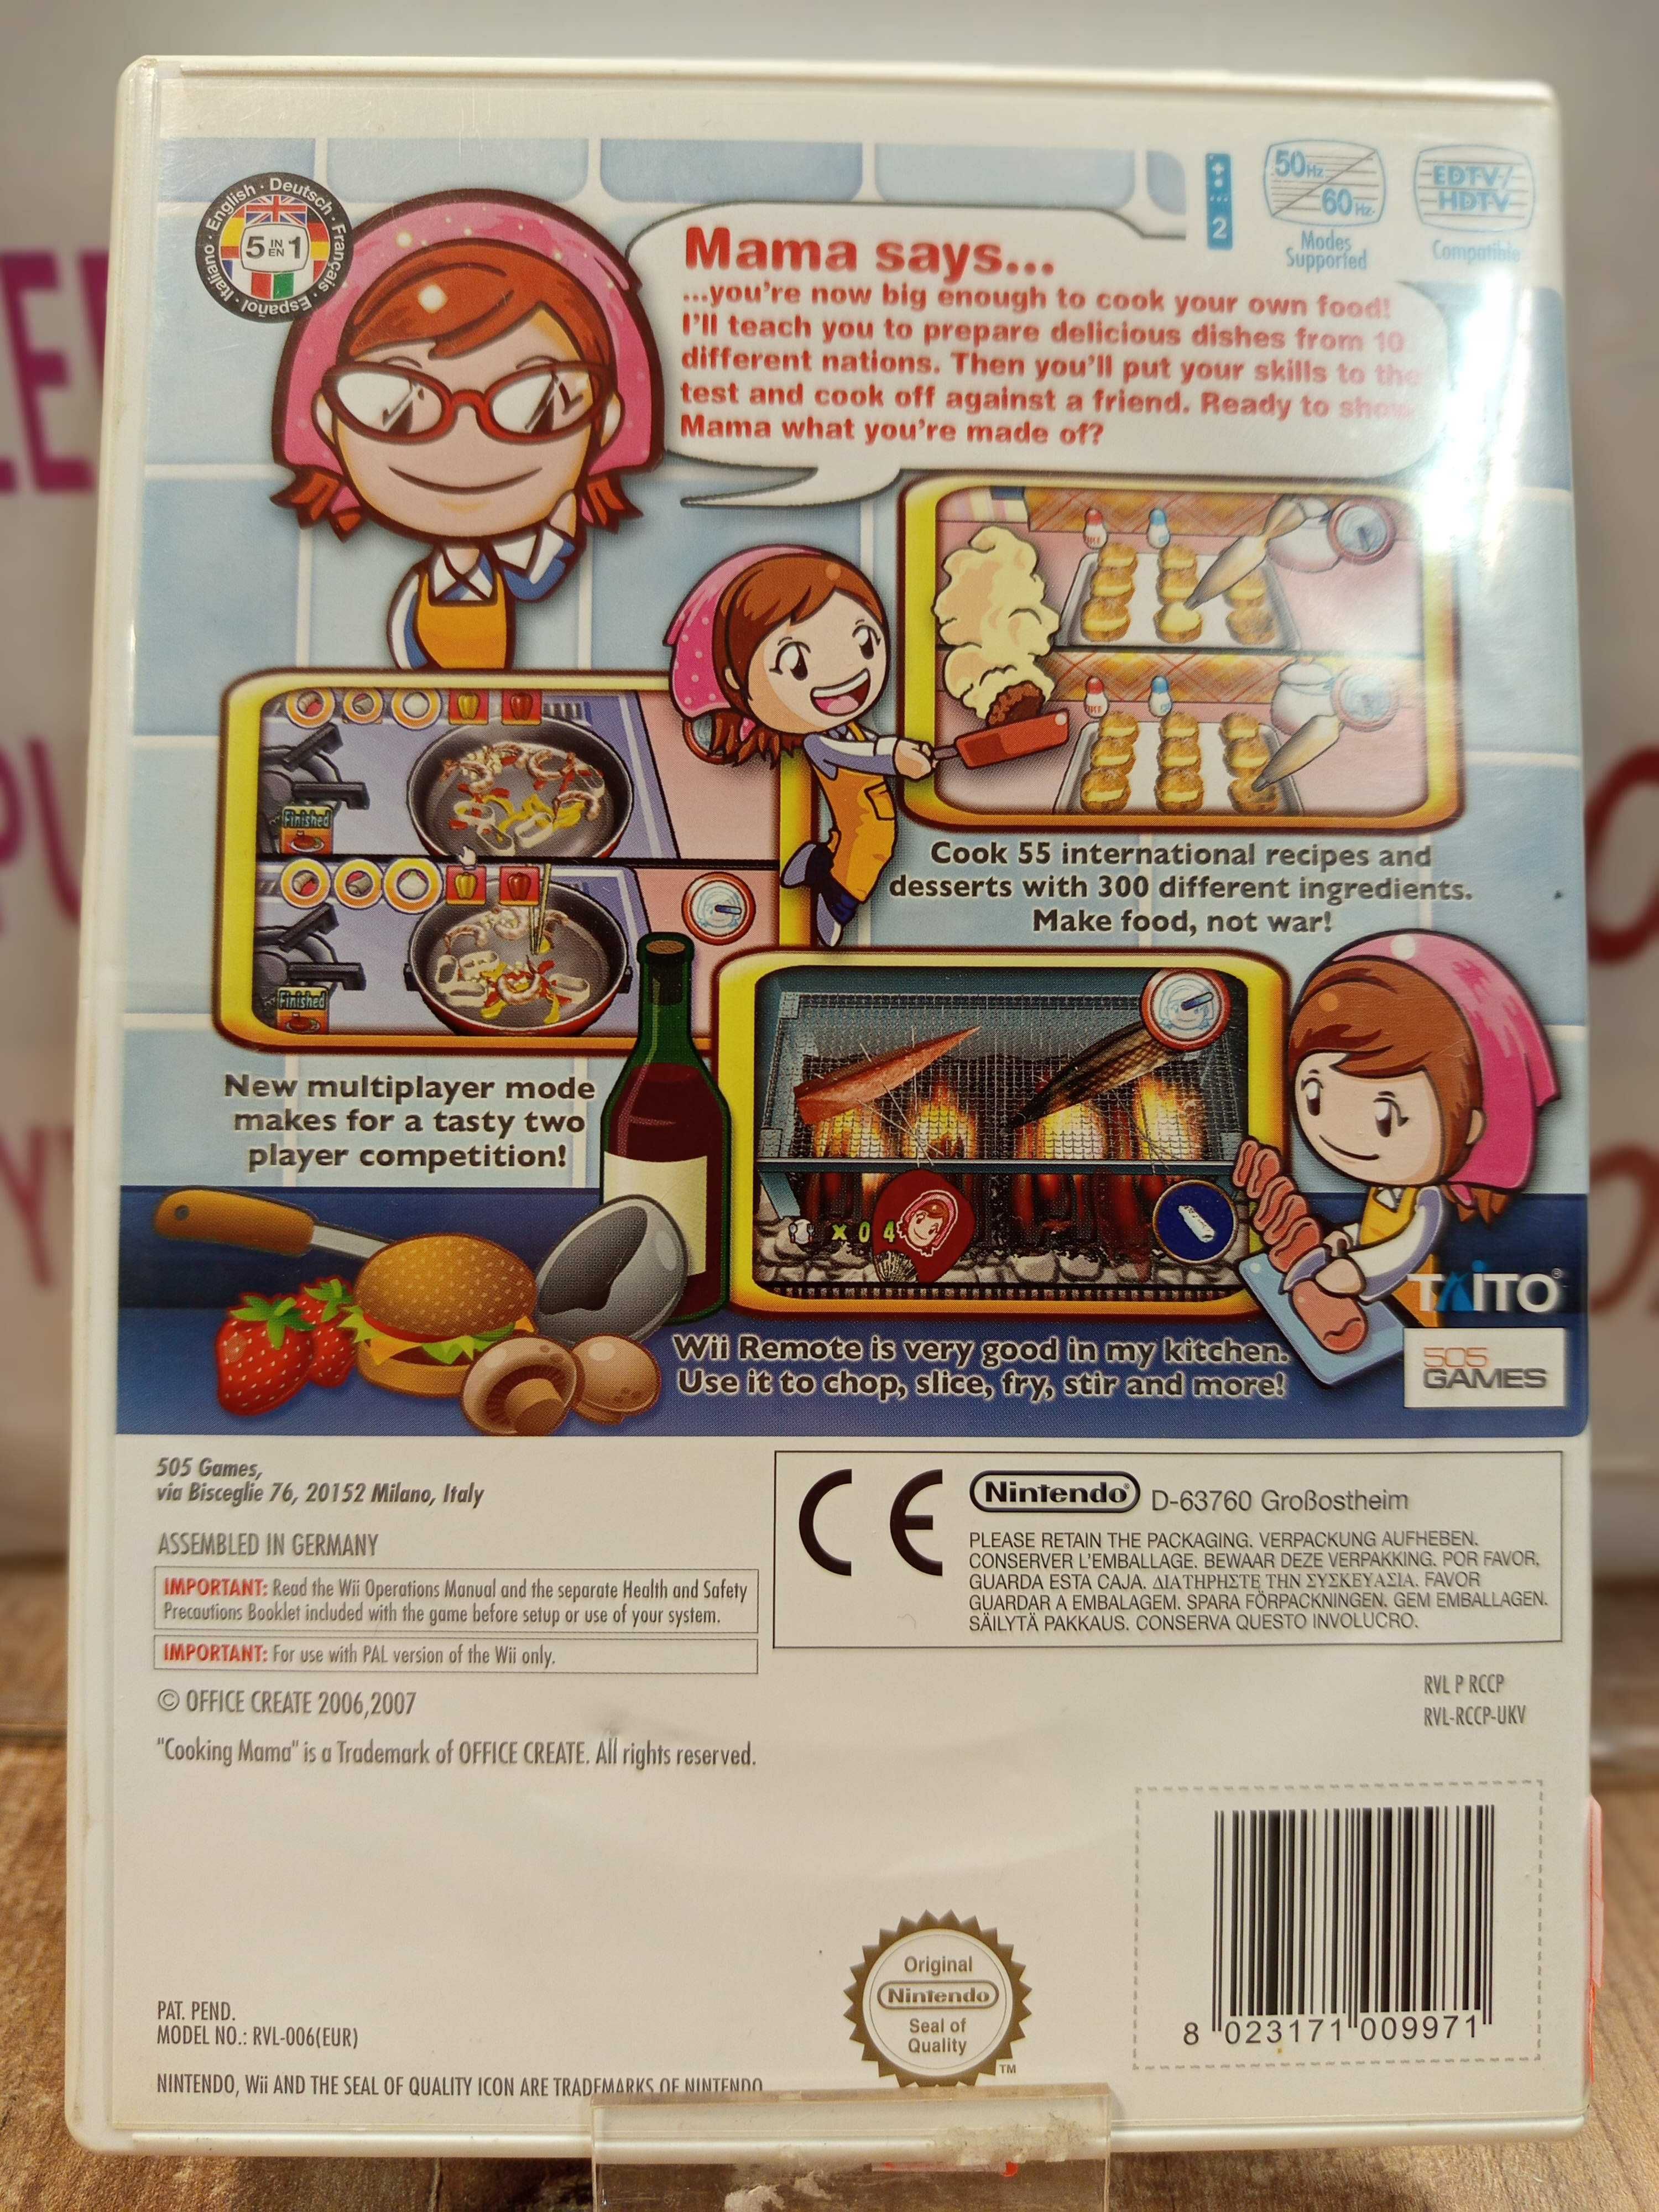 English · Deutsch · Français · Español · Italiano ·
5 IN EN 1
2
50Hz
60Hz
Modes
Supported
EDTV/
HDTV
Compatible
Mama says...
...you're now big enough to cook your own food!
I'll teach you to prepare delicious dishes from 10
different nations. Then you'll put your skills to the
test and cook off against a friend. Ready to show
Mama what you're made of?
Finished
Finished
Cook 55 international recipes and
desserts with 300 different ingredients.
Make food, not war!
New multiplayer mode
makes for a tasty two
player competition!
x 0 4
Wii Remote is very good in my kitchen.
Use it to chop, slice, fry, stir and more!
TAITO®
505
GAMES
505 Games,
via Bisceglie 76, 20152 Milano, Italy
ASSEMBLED IN GERMANY
IMPORTANT: Read the Wii Operations Manual and the separate Health and Safety
Precautions Booklet included with the game before setup or use of your system.
IMPORTANT: For use with PAL version of the Wii only.
© OFFICE CREATE 2006,2007
"Cooking Mama" is a Trademark of OFFICE CREATE. All rights reserved.
CE
Nintendo® D-63760 Großostheim
PLEASE RETAIN THE PACKAGING. VERPACKUNG AUFHEBEN.
CONSERVER L'EMBALLAGE. BEWAAR DEZE VERPAKKING. POR FAVOR,
GUARDA ESTA CAJA. ΔΙΑΤΗΡΗΣΤΕ ΤΗΝ ΣΥΣΚΕΥΑΣΙΑ. FAVOR
GUARDAR A EMBALAGEM. SPARA FÖRPACKNINGEN. GEM EMBALLAGEN.
SÄILYTÄ PAKKAUS. CONSERVA QUESTO INVOLUCRO.
RVL P RCCP
RVL-RCCP-UKV
PAT. PEND.
MODEL NO.: RVL-006(EUR)
NINTENDO, Wii AND THE SEAL OF QUALITY ICON ARE TRADEMARKS OF NINTENDO
Original
Nintendo
Seal of
Quality
TM
8 023171 009971